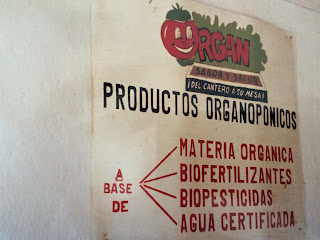 ORGAN
SABOR Y SALUD
¡DEL CANTERO A SU MESA!
PRODUCTOS ORGANOPONICOS
A
BASE
DE
MATERIA ORGANICA
BIOFERTILIZANTES
BIOPESTICIDAS
AGUA CERTIFICADA